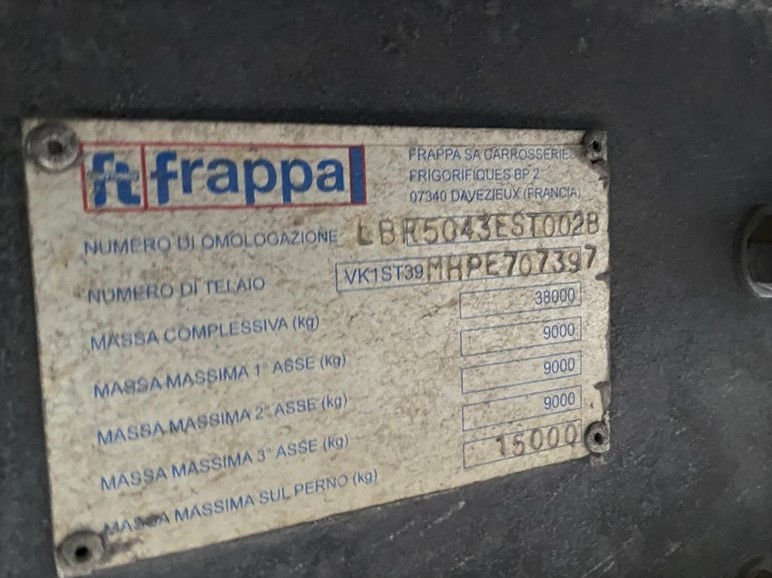 ft frappa
FRAPPA SA CARROSSERIES
FRIGORIFIQUES BP 2
07340 DAVEZIEUX (FRANCIA)
NUMERO DI OMOLOGAZIONE LBR5043EST002B
NUMERO DI TELAIO VK1ST39MHPE707397
MASSA COMPLESSIVA (kg) 38000
MASSA MASSIMA 1° ASSE (kg) 9000
MASSA MASSIMA 2° ASSE (kg) 9000
MASSA MASSIMA 3° ASSE (kg) 9000
MASSA MASSIMA SUL PERNO (kg) 15000